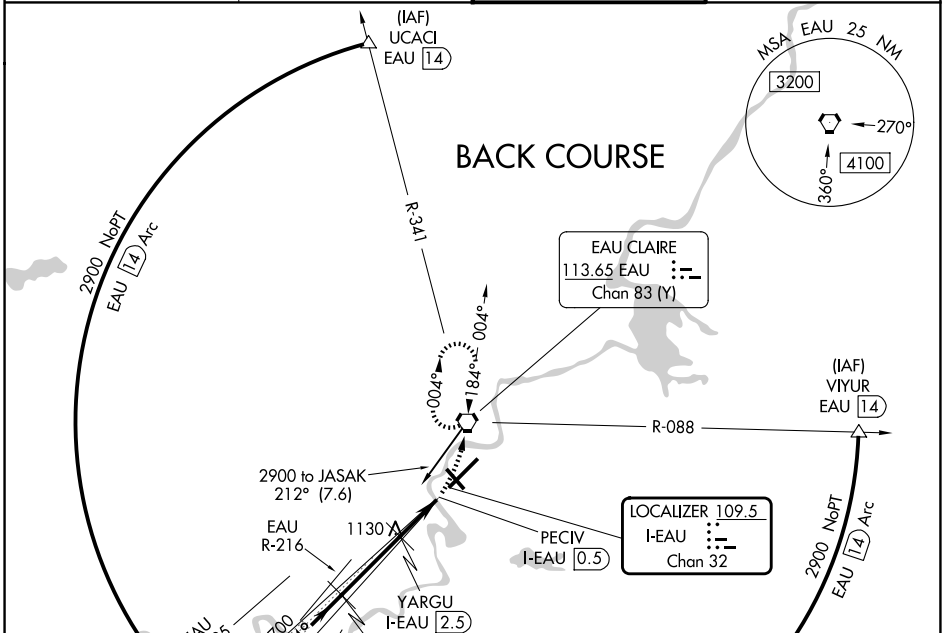 (IAF)
UCACI
EAU 14
MSA EAU 25 NM
3200
270°
4100
360°
BACK COURSE
R-341
2900 NoPT
EAU 14 Arc
EAU CLAIRE
113.65 EAU
Chan 83 (Y)
004°
004°
184°
(IAF)
VIYUR
EAU 14
R-088
2900 to JASAK
212° (7.6)
LOCALIZER 109.5
I-EAU
Chan 32
EAU
R-216
1130
PECIV
I-EAU 0.5
2900 NoPT
EAU 14 Arc
YARGU
I-EAU 2.5